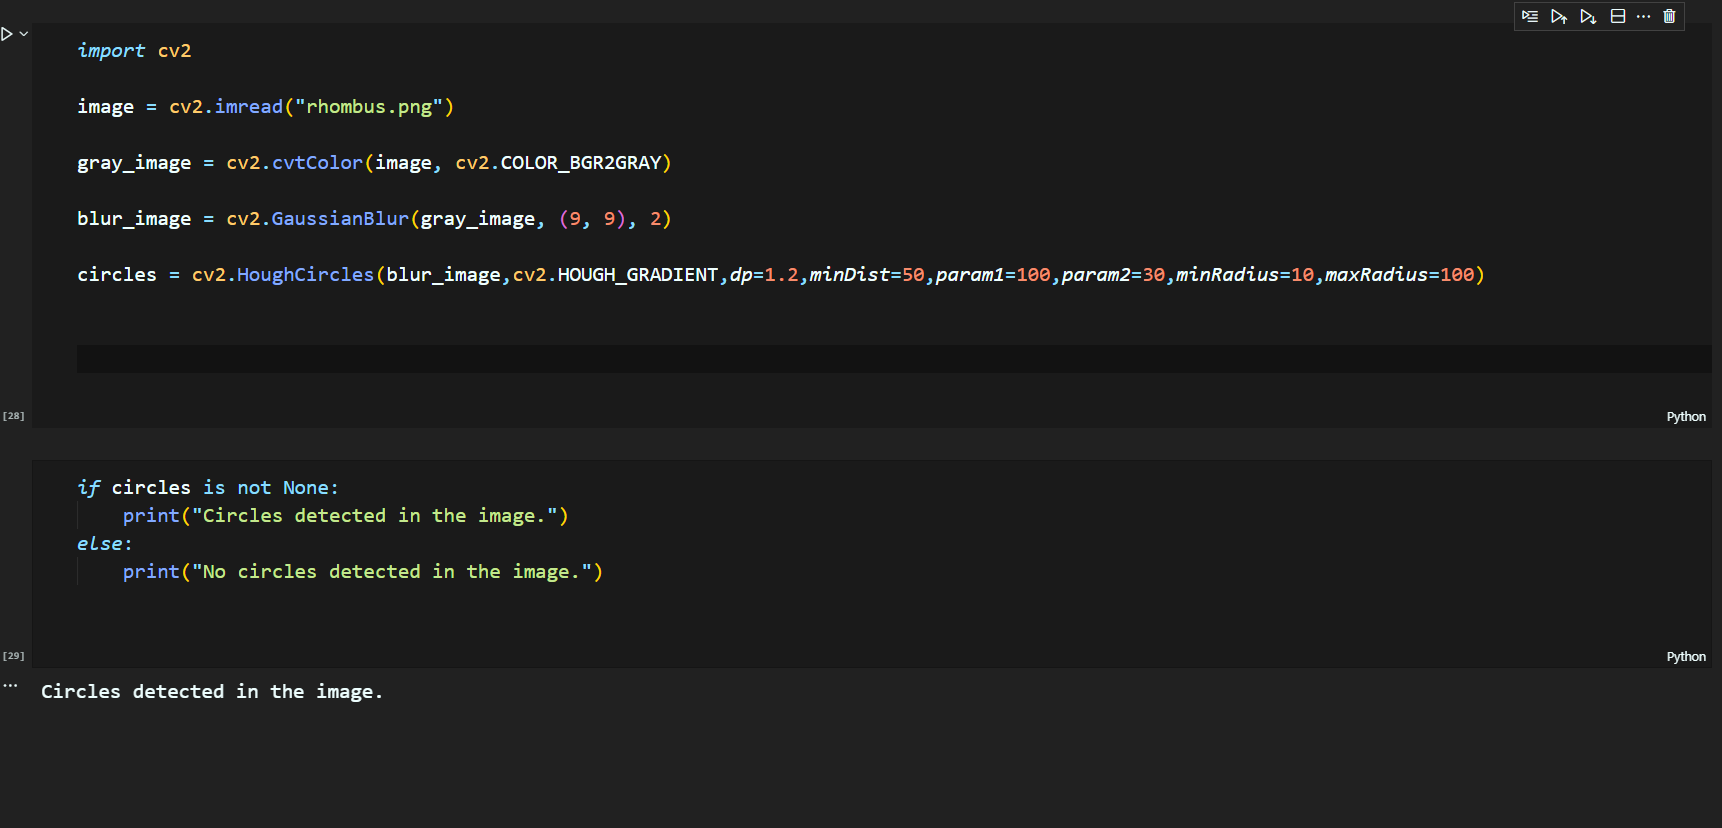 import cv2
image = cv2.imread("rhombus.png")
gray_image = cv2.cvtColor(image, cv2.COLOR_BGR2GRAY)
blur_image = cv2.GaussianBlur(gray_image, (9, 9), 2)
circles = cv2.HoughCircles(blur_image,cv2.HOUGH_GRADIENT,dp=1.2,minDist=50,param1=100,param2=30,minRadius=10,maxRadius=100)
[28]
Python
if circles is not None:
    print("Circles detected in the image.")
else:
    print("No circles detected in the image.")
[29]
Python
Circles detected in the image.